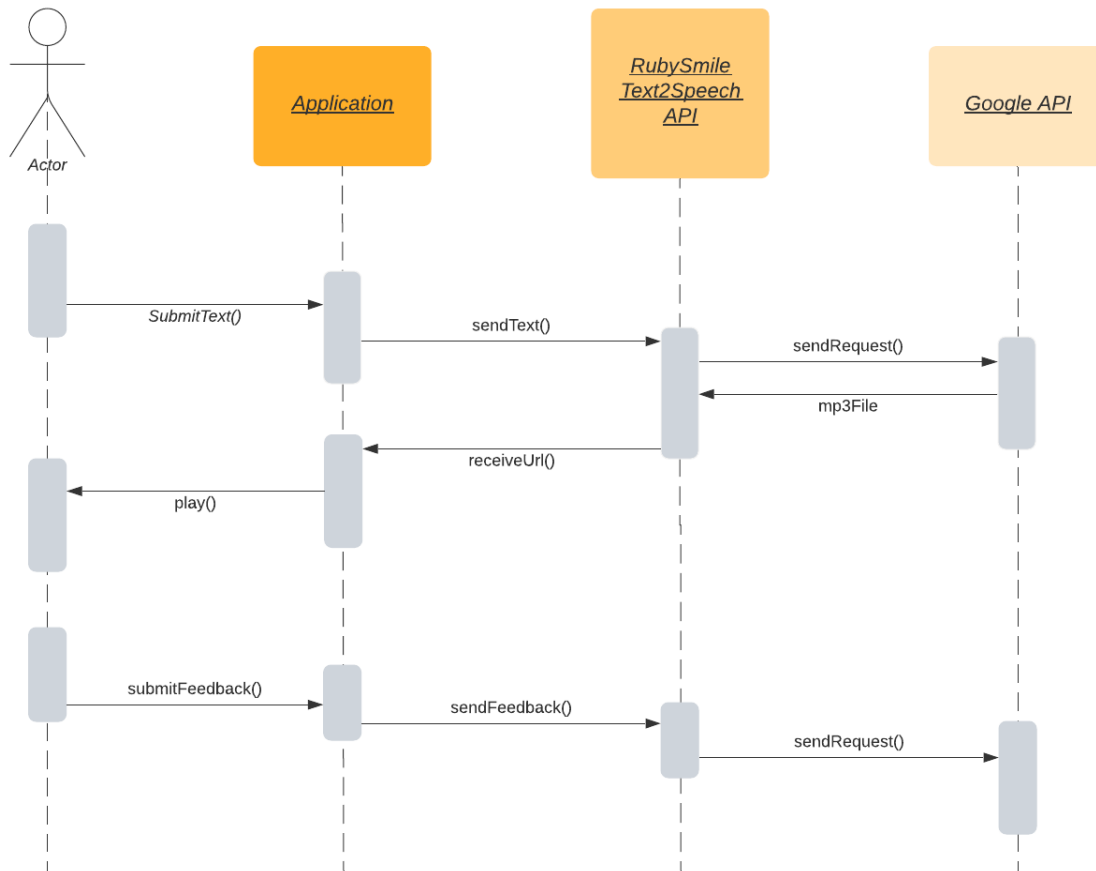 RubySmile
Text2Speech
API
Application
Google API
Actor
SubmitText()
sendText()
sendRequest()
mp3File
receiveUrl()
play()
submitFeedback()
sendFeedback()
sendRequest()